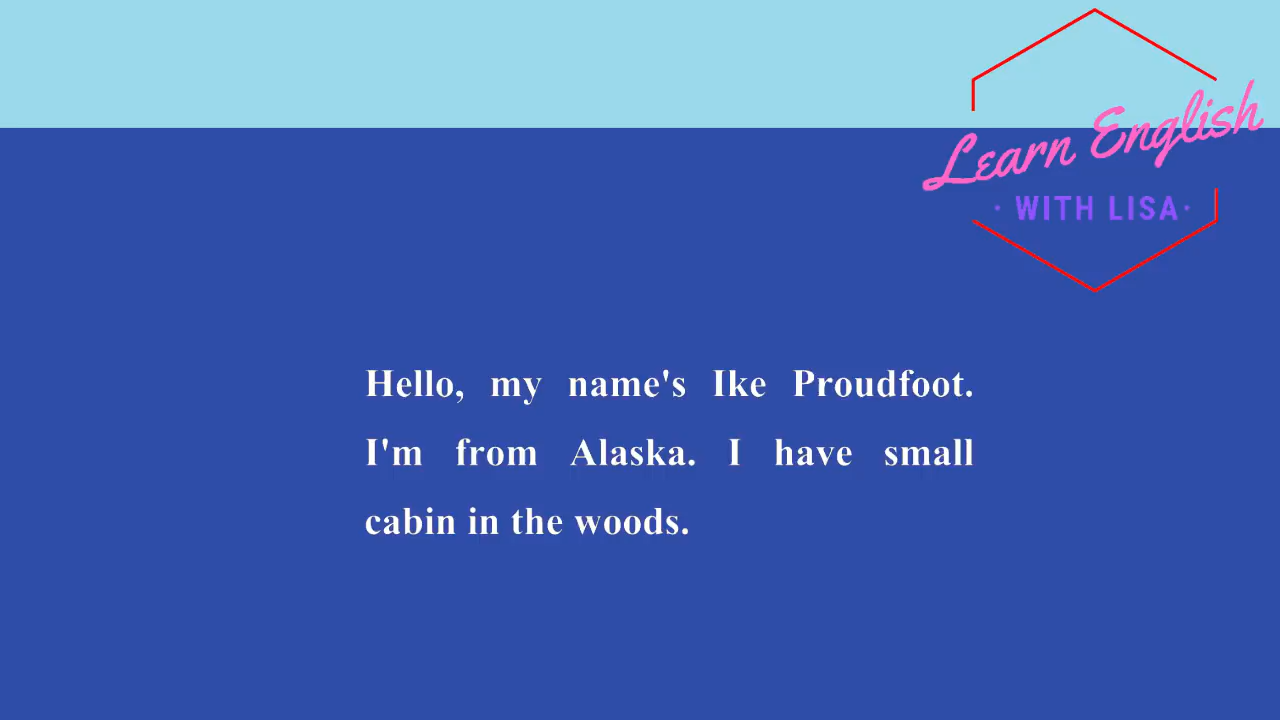 Learn English
· WITH LISA ·
Hello, my name's Ike Proudfoot.
I'm from Alaska. I have small
cabin in the woods.